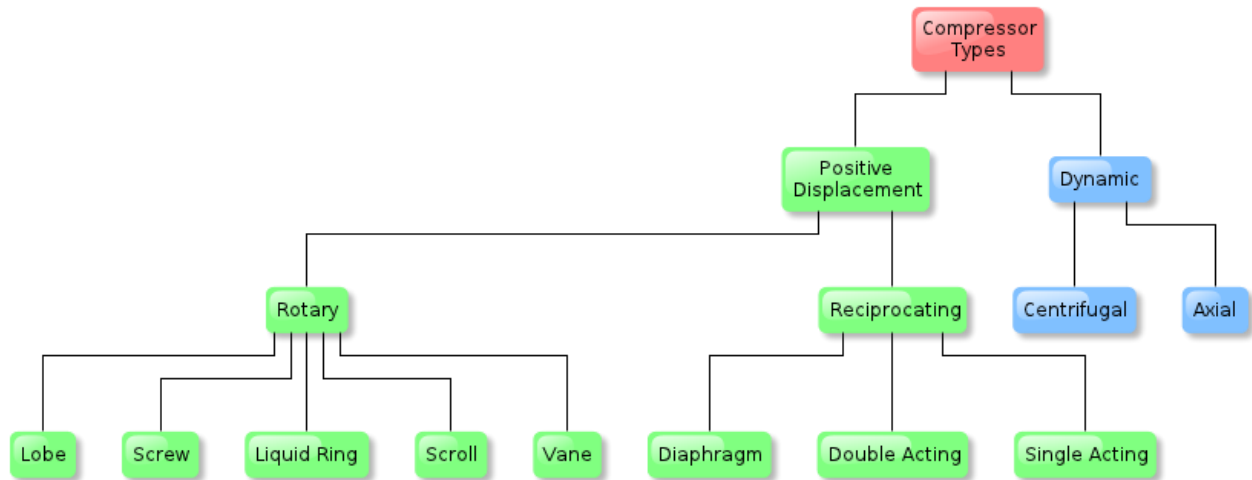 Compressor
Types
Positive
Displacement
Dynamic
Rotary
Reciprocating
Centrifugal
Axial
Lobe
Screw
Liquid Ring
Scroll
Vane
Diaphragm
Double Acting
Single Acting